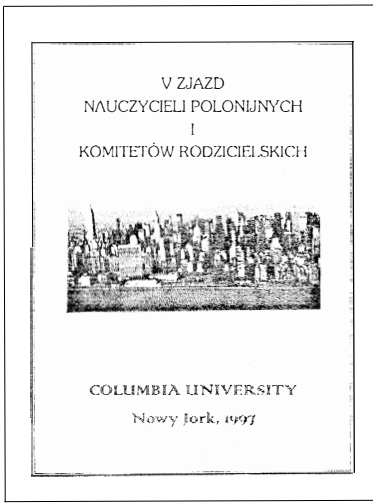 V ZJAZD
NAUCZYCIELI POLONIJNYCH
I
KOMITETÓW RODZICIELSKICH
COLUMBIA UNIVERSITY
Nowy Jork, 1997